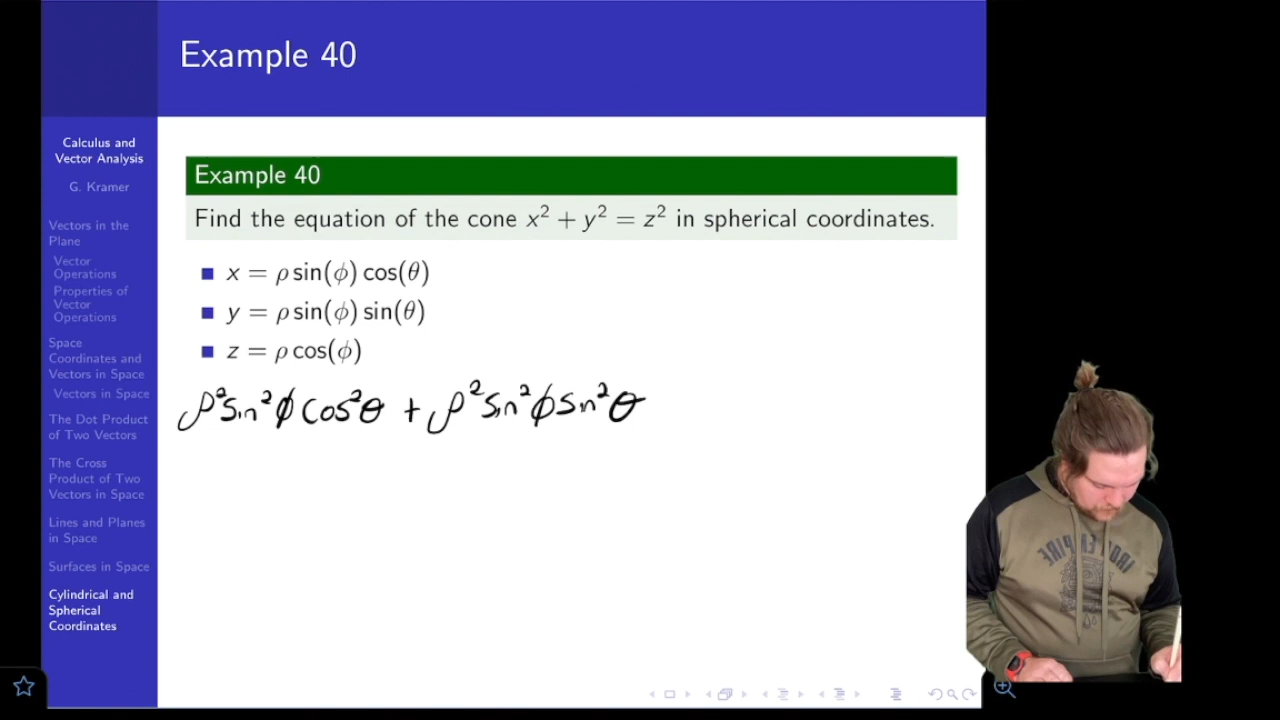 Example 40
Calculus and
Vector Analysis
G. Kramer
Vectors in the
Plane
Vector
Operations
Properties of
Vector
Operations
Space
Coordinates and
Vectors in Space
Vectors in Space
The Dot Product
of Two Vectors
The Cross
Product of Two
Vectors in Space
Lines and Planes
in Space
Surfaces in Space
Cylindrical and
Spherical
Coordinates
Example 40
Find the equation of the cone x² + y² = z² in spherical coordinates.
x = ρ sin(ϕ) cos(θ)
y = ρ sin(ϕ) sin(θ)
z = ρ cos(ϕ)
ρ²sin²ϕ cos²θ + ρ²sin²ϕ sin²θ